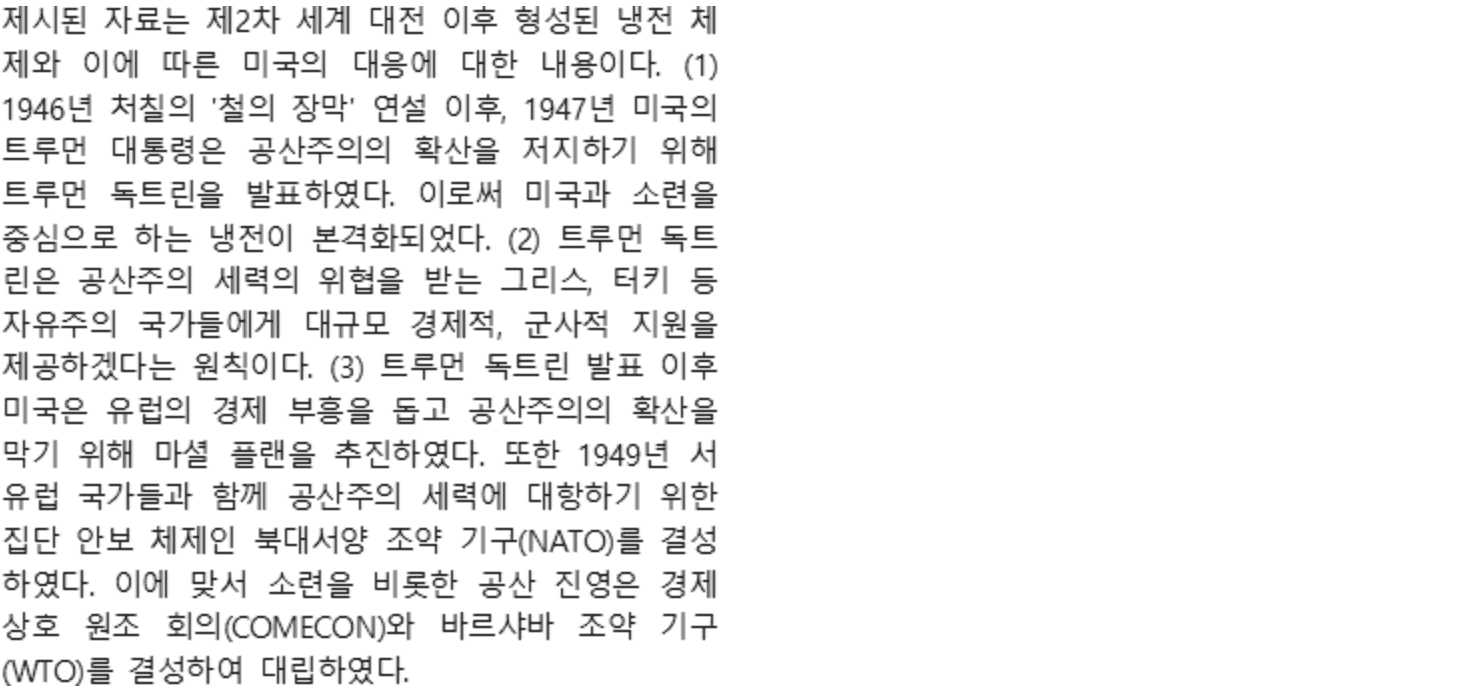 제시된 자료는 제2차 세계 대전 이후 형성된 냉전 체
제와 이에 따른 미국의 대응에 대한 내용이다. (1)
1946년 처칠의 '철의 장막' 연설 이후, 1947년 미국의
트루먼 대통령은 공산주의의 확산을 저지하기 위해
트루먼 독트린을 발표하였다. 이로써 미국과 소련을
중심으로 하는 냉전이 본격화되었다. (2) 트루먼 독트
린은 공산주의 세력의 위협을 받는 그리스, 터키 등
자유주의 국가들에게 대규모 경제적, 군사적 지원을
제공하겠다는 원칙이다. (3) 트루먼 독트린 발표 이후
미국은 유럽의 경제 부흥을 돕고 공산주의의 확산을
막기 위해 마셜 플랜을 추진하였다. 또한 1949년 서
유럽 국가들과 함께 공산주의 세력에 대항하기 위한
집단 안보 체제인 북대서양 조약 기구(NATO)를 결성
하였다. 이에 맞서 소련을 비롯한 공산 진영은 경제
상호 원조 회의(COMECON)와 바르샤바 조약 기구
(WTO)를 결성하여 대립하였다.